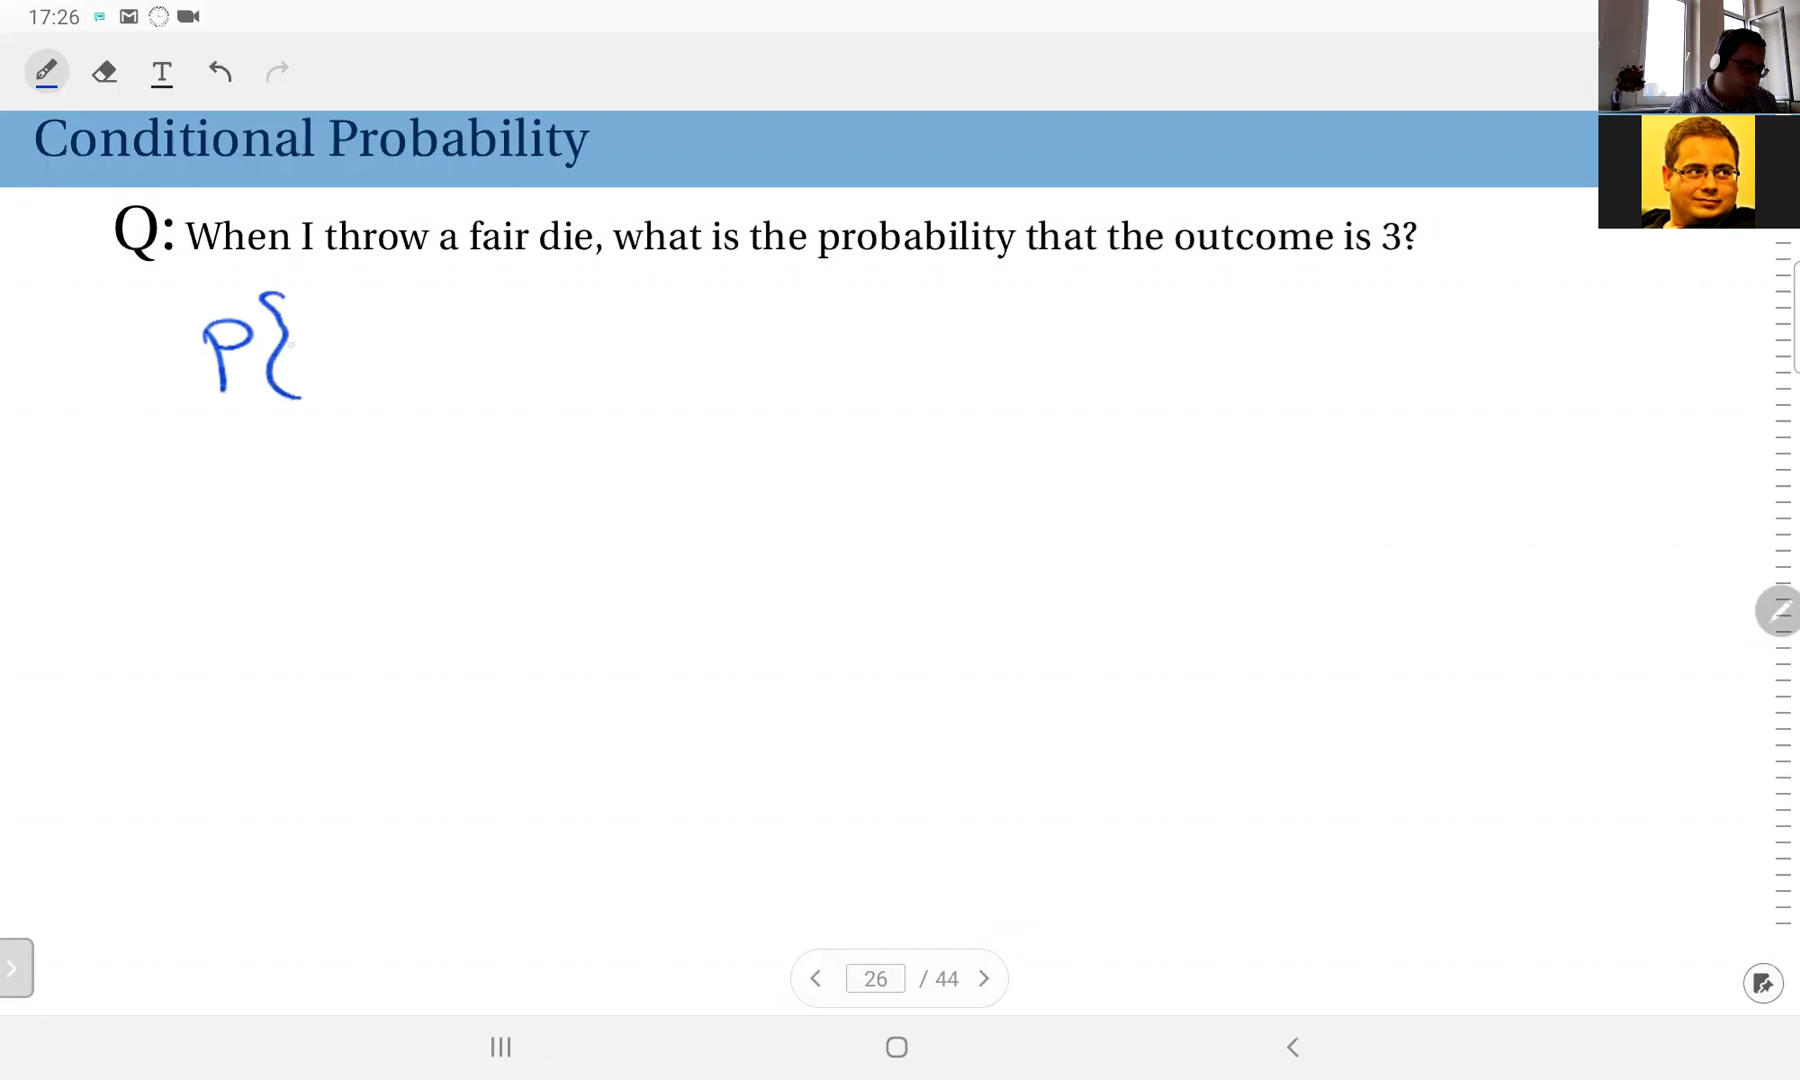 17:26
T
Conditional Probability
Q: When I throw a fair die, what is the probability that the outcome is 3?
P{
26 / 44